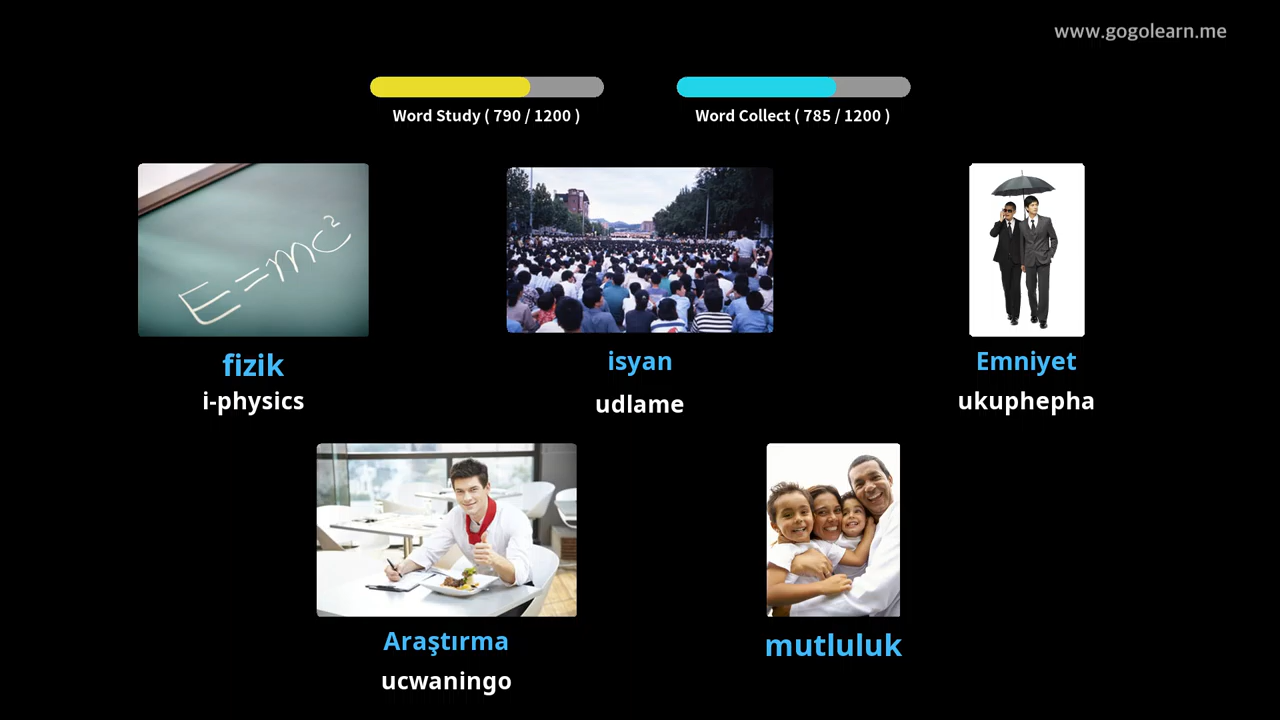 www.gogolearn.me
Word Study ( 790 / 1200 )
Word Collect ( 785 / 1200 )
E=mc²
fizik
i-physics
isyan
udlame
Emniyet
ukuphepha
Araştırma
ucwaningo
mutluluk